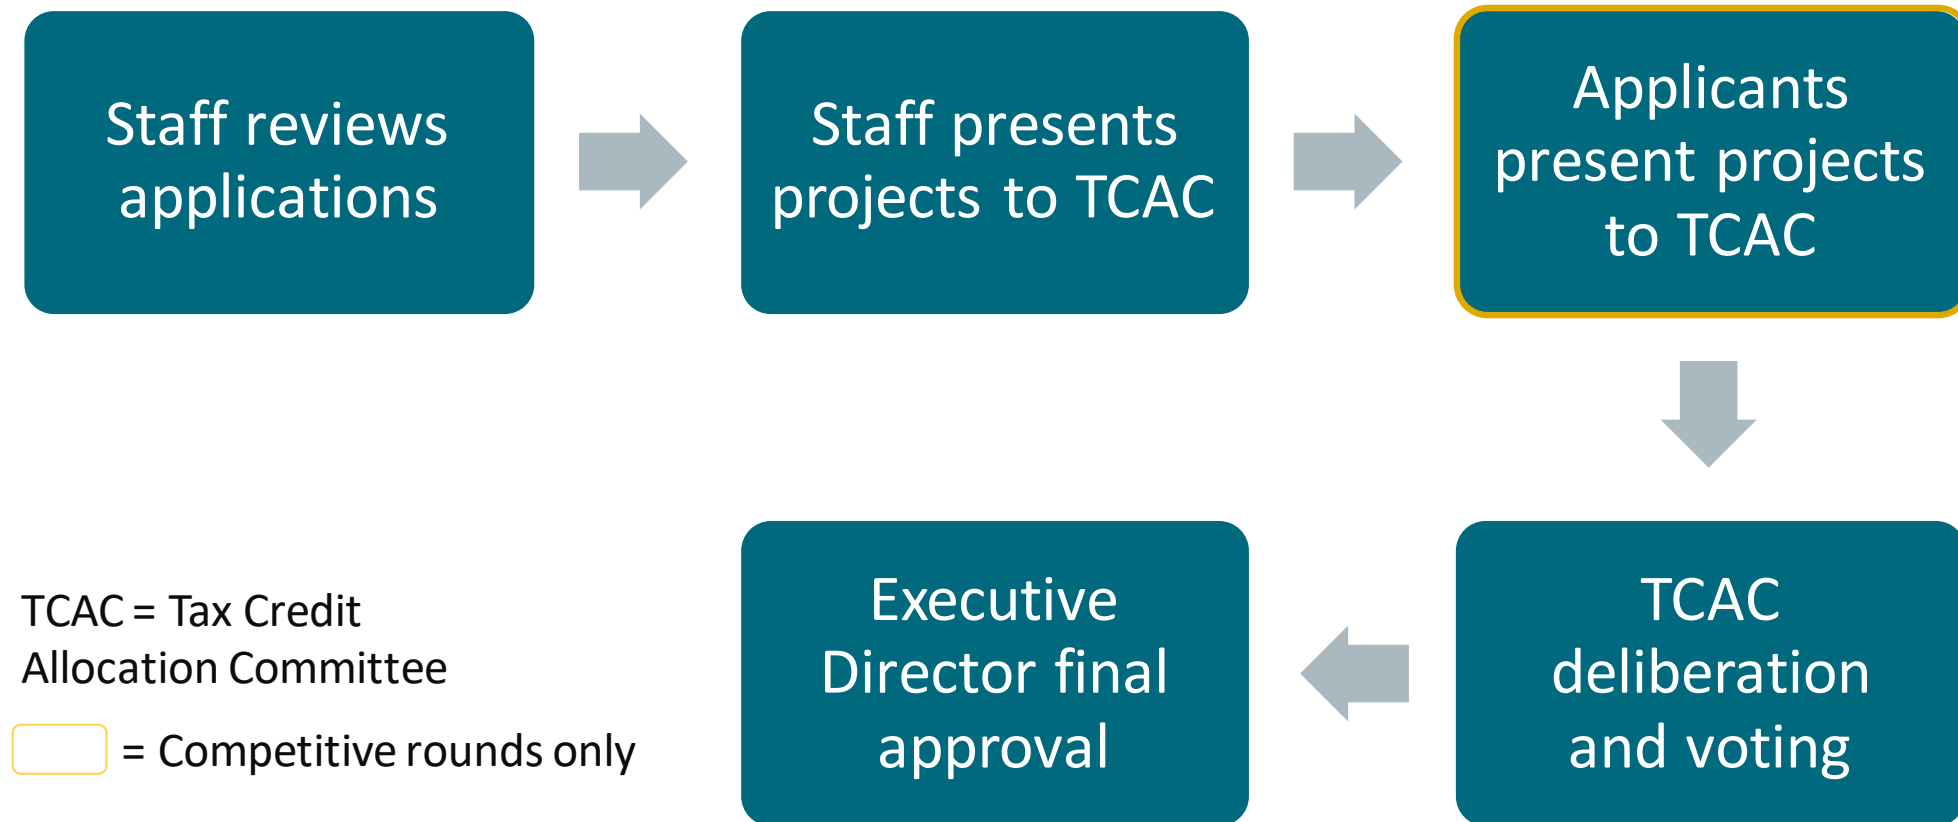 Staff reviews
applications
Staff presents
projects to TCAC
Applicants
present projects
to TCAC
TCAC
deliberation
and voting
Executive
Director final
approval
TCAC = Tax Credit
Allocation Committee
= Competitive rounds only